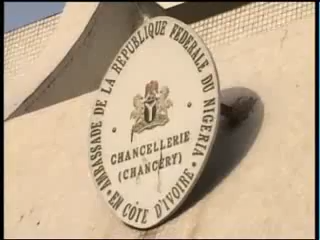 AMBASSADE DE LA REPUBLIQUE FEDERALE DU NIGERIA
CHANCELLERIE
(CHANCERY)
• EN CÔTE D'IVOIRE •